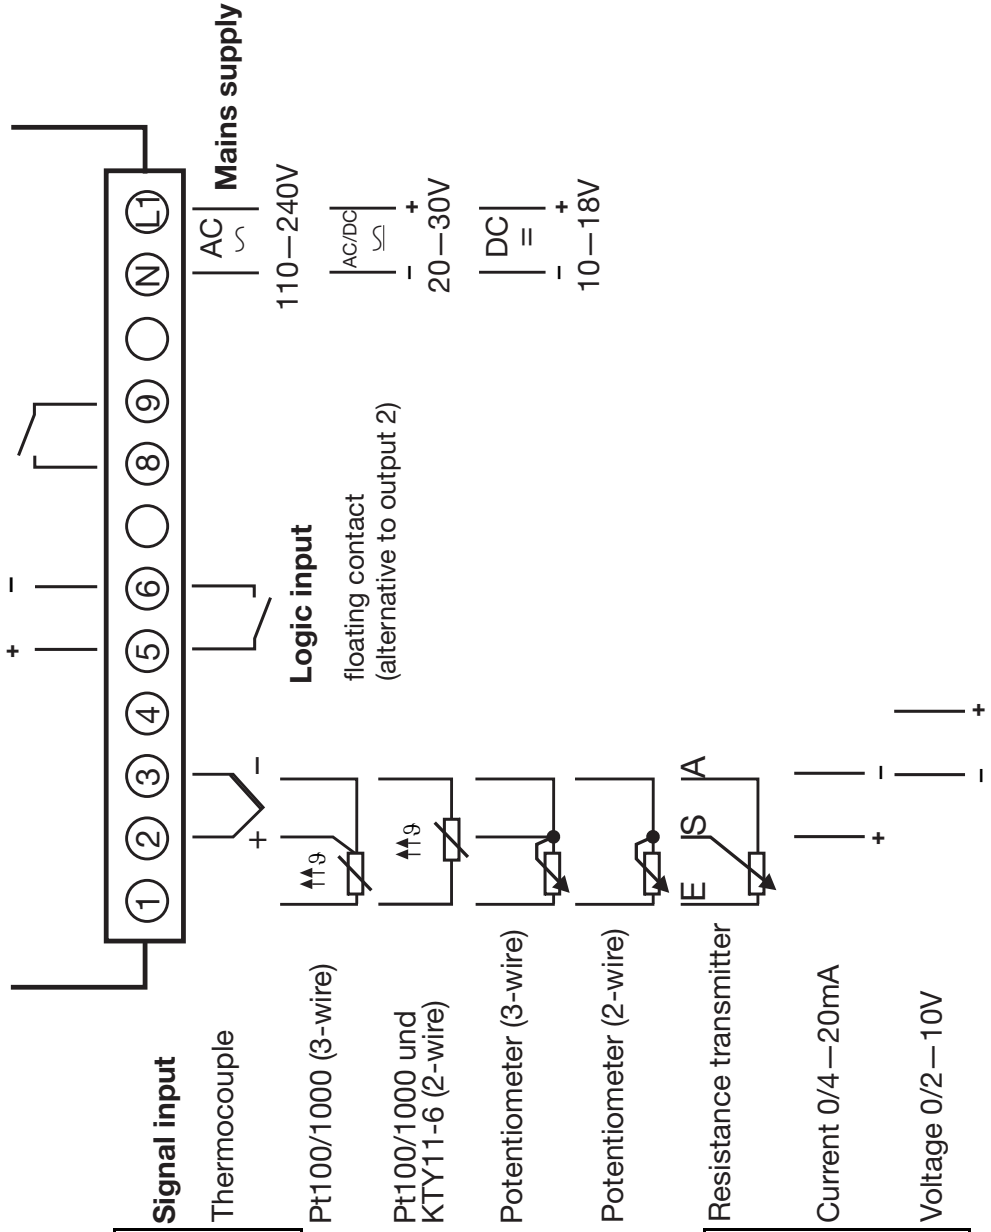 + −
1 2 3 4 5 6 8 9 N L1
Signal input
Thermocouple
+ −
Pt100/1000 (3-wire)
ϑ
Pt100/1000 und
KTY11-6 (2-wire)
ϑ
Potentiometer (3-wire)
Potentiometer (2-wire)
Resistance transmitter
E S A
Current 0/4—20mA
+ −
Voltage 0/2—10V
− +
Logic input
floating contact
(alternative to output 2)
Mains supply
AC
110—240V
AC/DC
− +
20—30V
DC
=
− +
10—18V